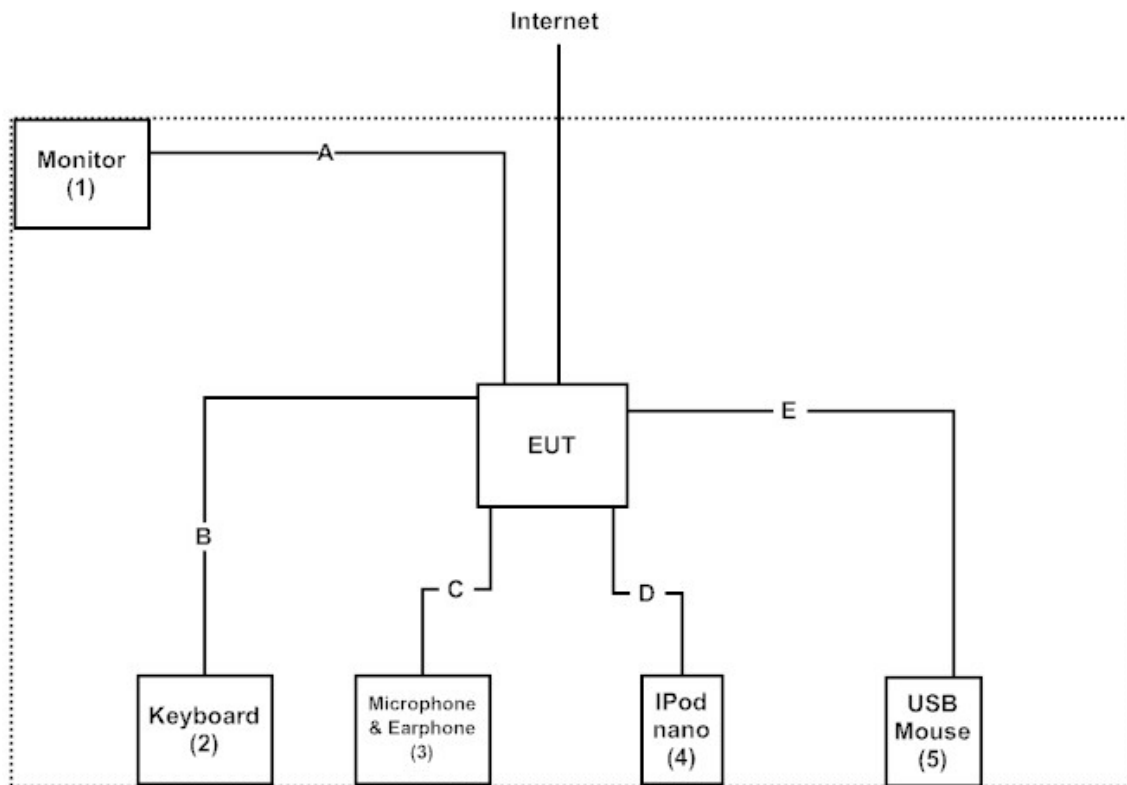 Internet
Monitor
(1)
A
EUT
E
B
C
D
Keyboard
(2)
Microphone
& Earphone
(3)
IPod
nano
(4)
USB
Mouse
(5)